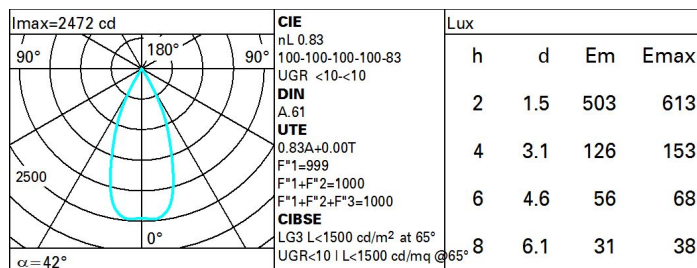 Imax=2472 cd
90°
180°
90°
2500
0°
α=42°
CIE
nL 0.83
100-100-100-100-83
UGR <10-<10
DIN
A.61
UTE
0.83A+0.00T
F"1=999
F"1+F"2=1000
F"1+F"2+F"3=1000
CIBSE
LG3 L<1500 cd/m² at 65°
UGR<10 | L<1500 cd/mq @65°
Lux
h d Em Emax
2 1.5 503 613
4 3.1 126 153
6 4.6 56 68
8 6.1 31 38